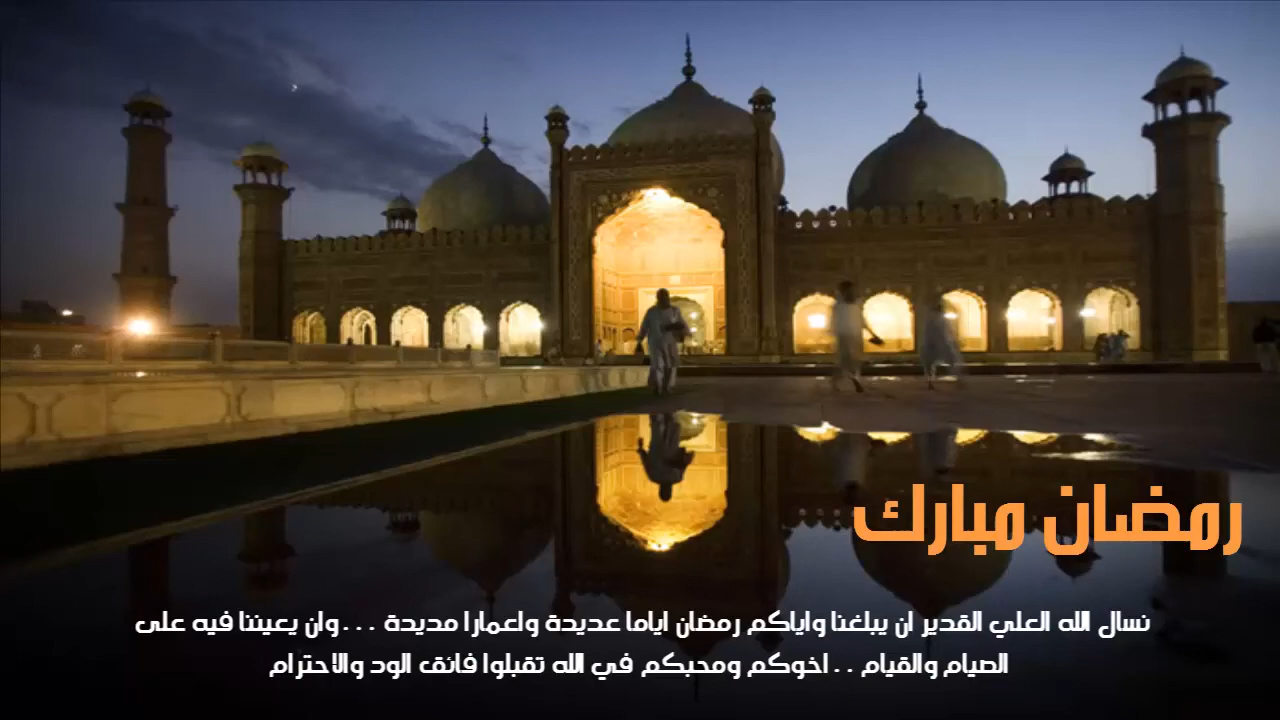 رمضان مبارك
نسال الله العلي القدير ان يبلغنا واياكم رمضان اياما عديدة واعمارا مديدة ... وان يعيننا فيه على
الصيام والقيام .. اخوكم ومحبكم في الله تقبلوا فائق الود والاحترام